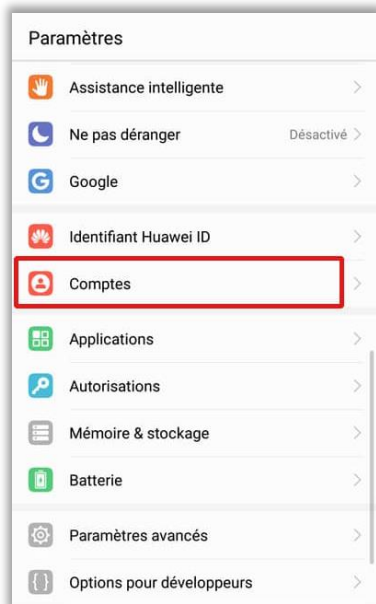 Paramètres
Assistance intelligente
Ne pas déranger Désactivé
Google
Identifiant Huawei ID
Comptes
Applications
Autorisations
Mémoire & stockage
Batterie
Paramètres avancés
Options pour développeurs